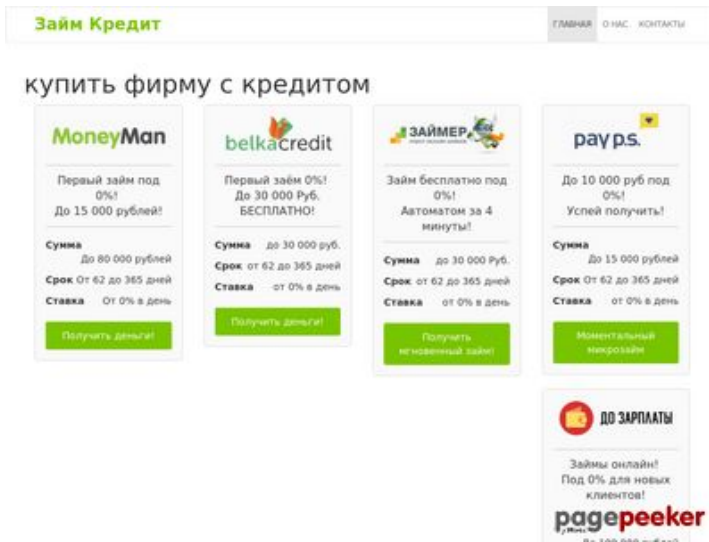 Займ Кредит
ГЛАВНАЯ О НАС КОНТАКТЫ
купить фирму с кредитом
MoneyMan
Первый займ под
0%!
До 15 000 рублей!
Сумма
До 80 000 рублей
Срок От 62 до 365 дней
Ставка От 0% в день
Получить деньги!
belkacredit
Первый заём 0%!
До 30 000 Руб.
БЕСПЛАТНО!
Сумма до 30 000 руб.
Срок от 62 до 365 дней
Ставка от 0% в день
Получить деньги!
ЗАЙМЕР
Займ бесплатно под
0%!
Автоматом за 4
минуты!
Сумма до 30 000 Руб.
Срок от 62 до 365 дней
Ставка от 0% в день
Получить
мгновенный займ!
pay p.s.
До 10 000 руб под
0%!
Успей получить!
Сумма
До 15 000 рублей
Срок От 62 до 365 дней
Ставка От 0% в день
Моментальный
микрозайм
ДО ЗАРПЛАТЫ
Займы онлайн!
Под 0% для новых
клиентов!
pagepeeker
До 100 000 рублей